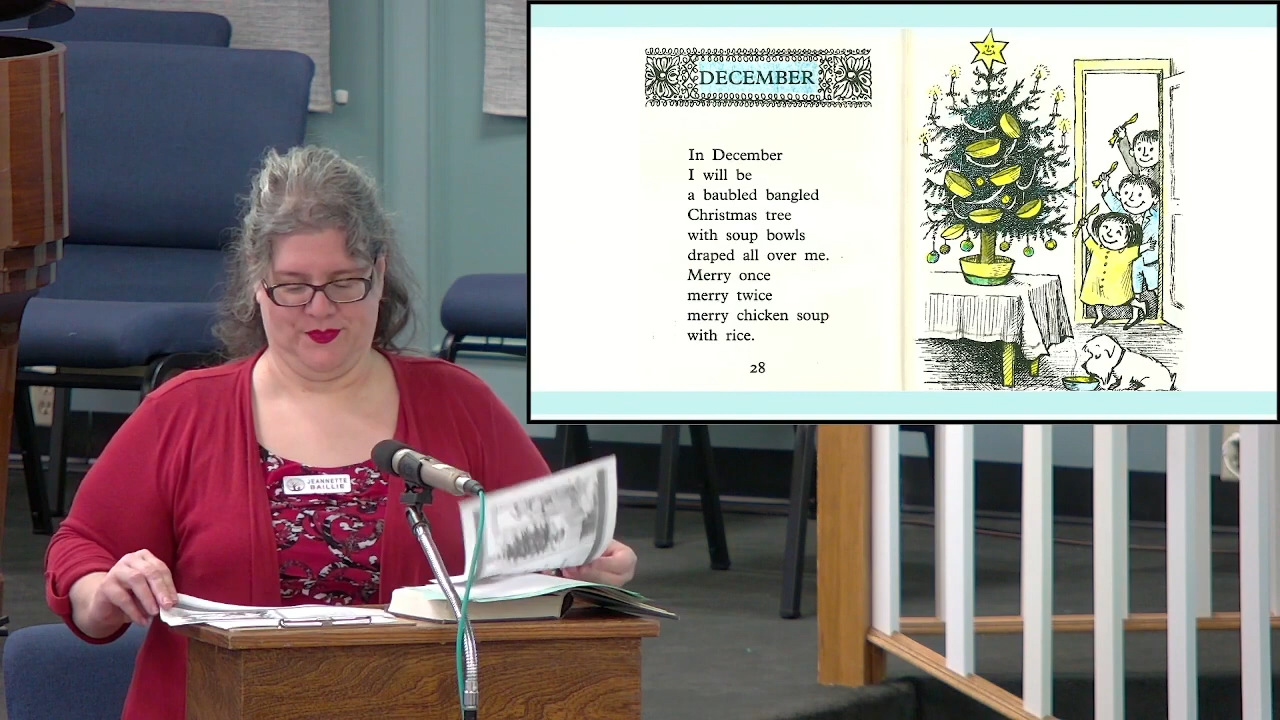 DECEMBER
In December
I will be
a baubled bangled
Christmas tree
with soup bowls
draped all over me.
Merry once
merry twice
merry chicken soup
with rice.
28
JEANNETTE
BAILLIE